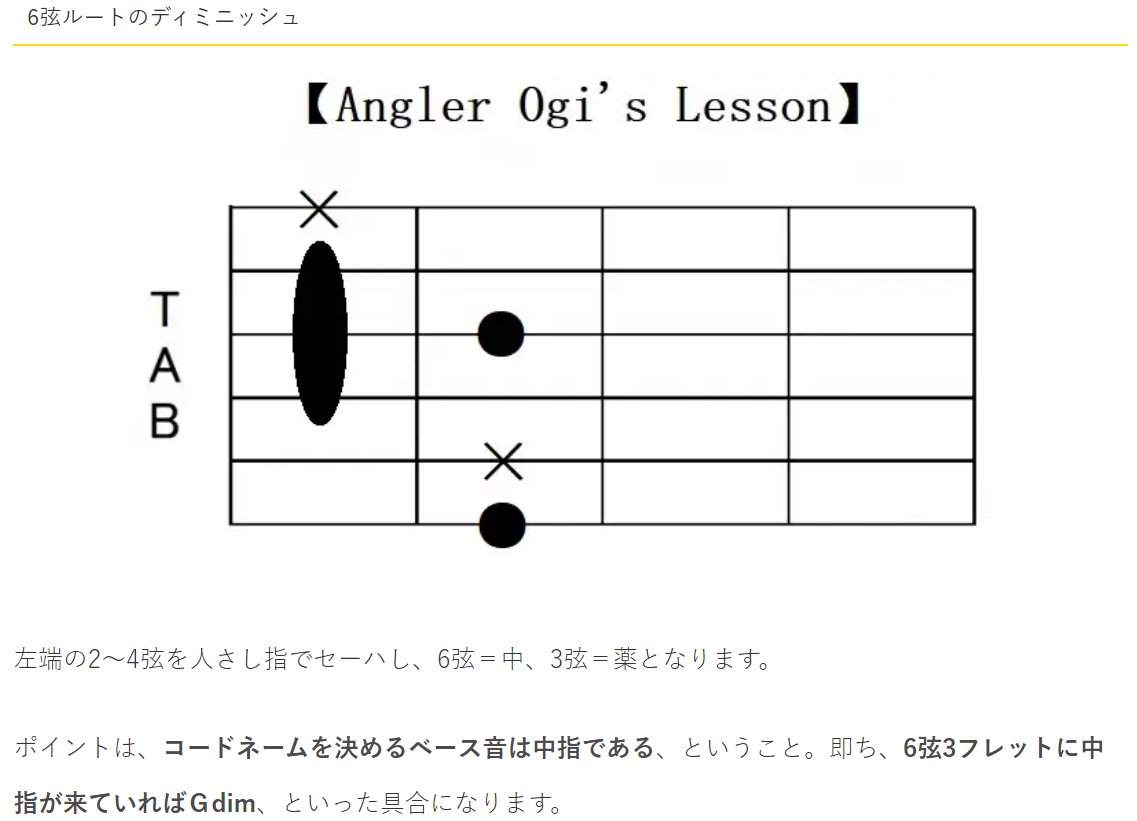 6弦ルートのディミニッシュ
【Angler Ogi's Lesson】
T
A
B
左端の2〜4弦を人さし指でセーハし、6弦＝中、3弦＝薬となります。
ポイントは、コードネームを決めるベース音は中指である、ということ。即ち、6弦3フレットに中
指が来ていればＧdim、といった具合になります。